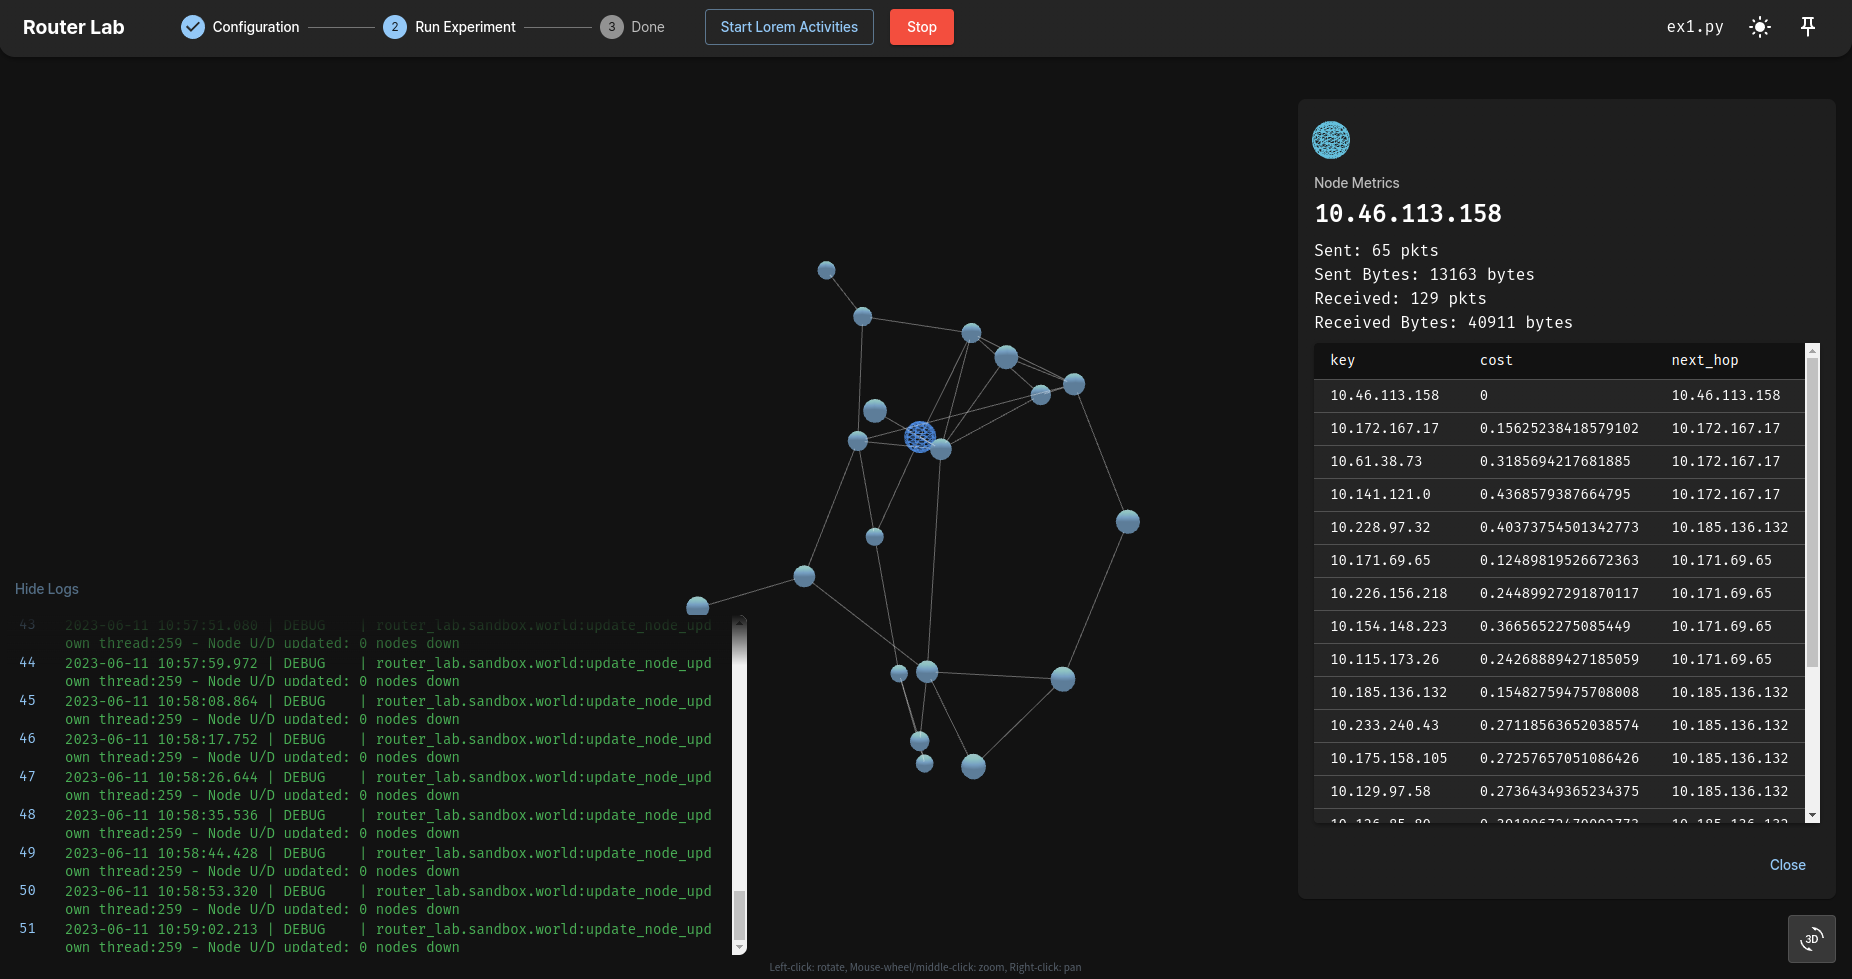 Router Lab
Configuration
2
Run Experiment
3
Done
Start Lorem Activities
Stop
ex1.py
Node Metrics
10.46.113.158
Sent: 65 pkts
Sent Bytes: 13163 bytes
Received: 129 pkts
Received Bytes: 40911 bytes
key cost next_hop
10.46.113.158 0 10.46.113.158
10.172.167.17 0.15625238418579102 10.172.167.17
10.61.38.73 0.3185694217681885 10.172.167.17
10.141.121.0 0.4368579387664795 10.172.167.17
10.228.97.32 0.40373754501342773 10.185.136.132
10.171.69.65 0.124898195266723​63 10.171.69.65
10.226.156.218 0.24489927291870117 10.171.69.65
10.154.148.223 0.3665652275085449 10.171.69.65
10.115.173.26 0.24268889427185059 10.171.69.65
10.185.136.132 0.15482759475708008 10.185.136.132
10.233.240.43 0.27118563652038574 10.185.136.132
10.175.158.105 0.27257657051086426 10.185.136.132
10.129.97.58 0.27364349365234375 10.185.136.132
Close
3D
Hide Logs
43 2023-06-11 10:57:51.080 | DEBUG | router_lab.sandbox.world:update_node_upd
own thread:259 - Node U/D updated: 0 nodes down
44 2023-06-11 10:57:59.972 | DEBUG | router_lab.sandbox.world:update_node_upd
own thread:259 - Node U/D updated: 0 nodes down
45 2023-06-11 10:58:08.864 | DEBUG | router_lab.sandbox.world:update_node_upd
own thread:259 - Node U/D updated: 0 nodes down
46 2023-06-11 10:58:17.752 | DEBUG | router_lab.sandbox.world:update_node_upd
own thread:259 - Node U/D updated: 0 nodes down
47 2023-06-11 10:58:26.644 | DEBUG | router_lab.sandbox.world:update_node_upd
own thread:259 - Node U/D updated: 0 nodes down
48 2023-06-11 10:58:35.536 | DEBUG | router_lab.sandbox.world:update_node_upd
own thread:259 - Node U/D updated: 0 nodes down
49 2023-06-11 10:58:44.428 | DEBUG | router_lab.sandbox.world:update_node_upd
own thread:259 - Node U/D updated: 0 nodes down
50 2023-06-11 10:58:53.320 | DEBUG | router_lab.sandbox.world:update_node_upd
own thread:259 - Node U/D updated: 0 nodes down
51 2023-06-11 10:59:02.213 | DEBUG | router_lab.sandbox.world:update_node_upd
own thread:259 - Node U/D updated: 0 nodes down
Left-click: rotate, Mouse-wheel/middle-click: zoom, Right-click: pan